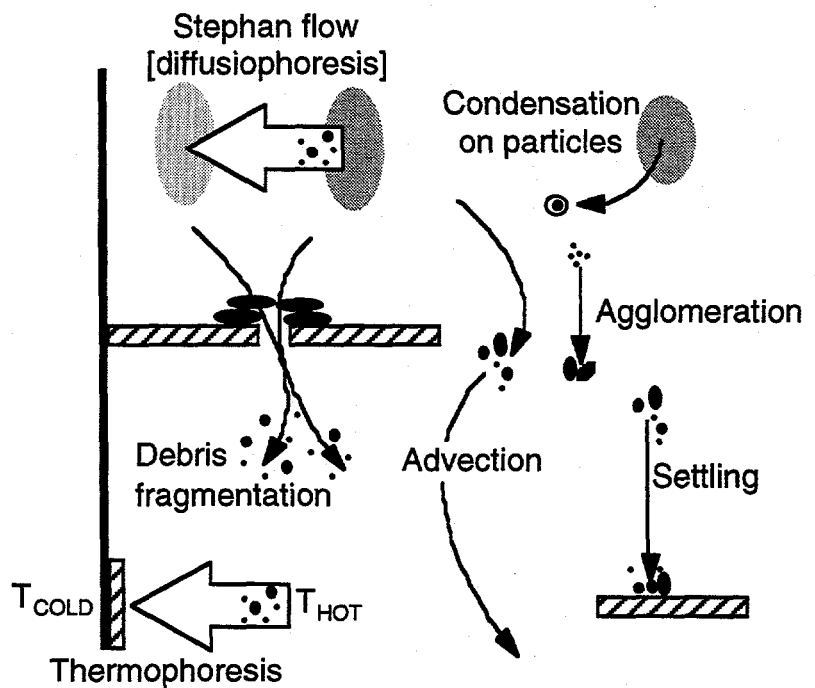 Stephan flow
[diffusiophoresis]
Condensation
on particles
Agglomeration
Debris
fragmentation
Advection
Settling
T_COLD
T_HOT
Thermophoresis